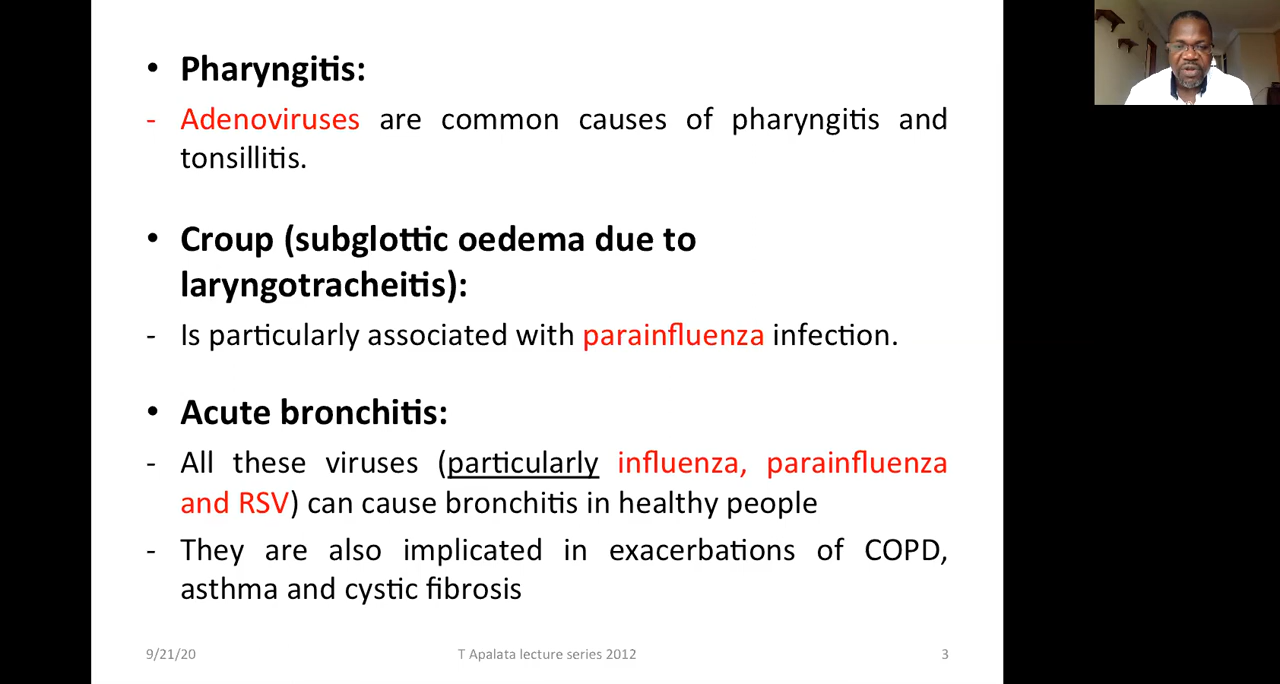 • Pharyngitis:
- Adenoviruses are common causes of pharyngitis and
tonsillitis.
• Croup (subglottic oedema due to
laryngotracheitis):
- Is particularly associated with parainfluenza infection.
• Acute bronchitis:
- All these viruses (particularly influenza, parainfluenza
and RSV) can cause bronchitis in healthy people
- They are also implicated in exacerbations of COPD,
asthma and cystic fibrosis
9/21/20
T Apalata lecture series 2012
3